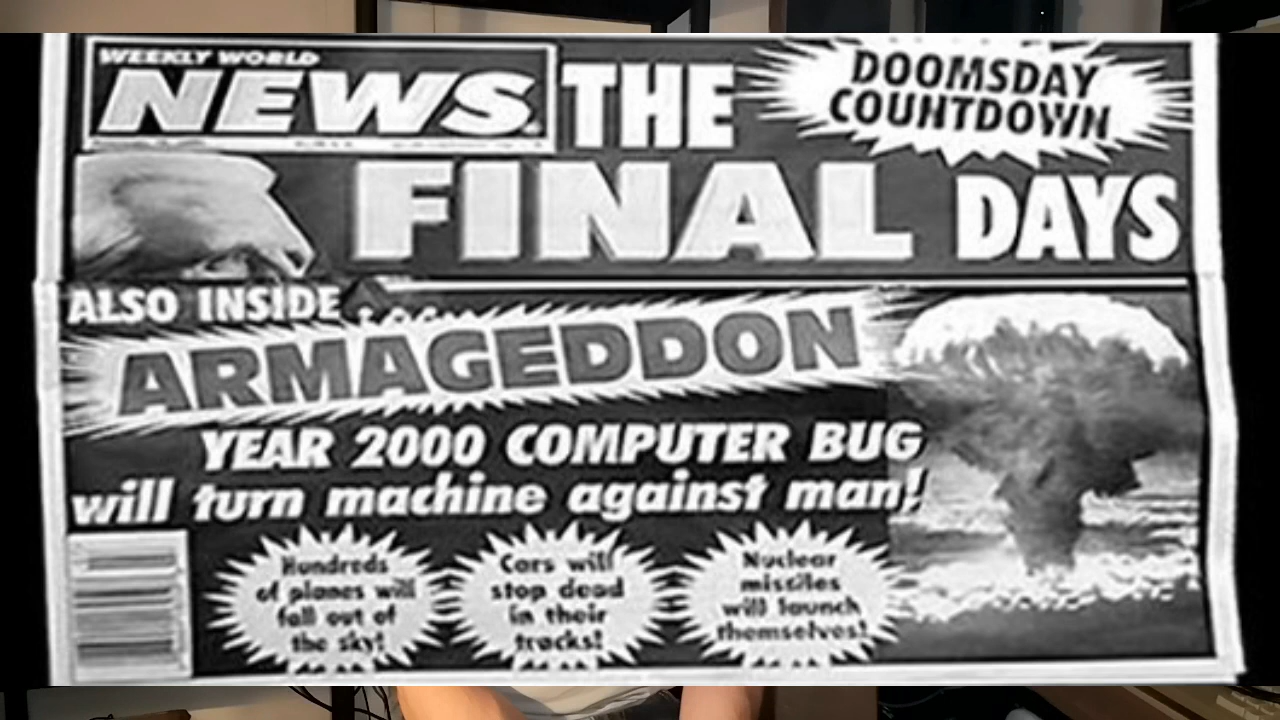 WEEKLY WORLD
NEWS
THE
DOOMSDAY
COUNTDOWN
FINAL DAYS
ALSO INSIDE
ARMAGEDDON
YEAR 2000 COMPUTER BUG
will turn machine against man!
Hundreds
of planes will
fall out of
the sky!
Cars will
stop dead
in their
tracks!
Nuclear
missiles
will launch
themselves!